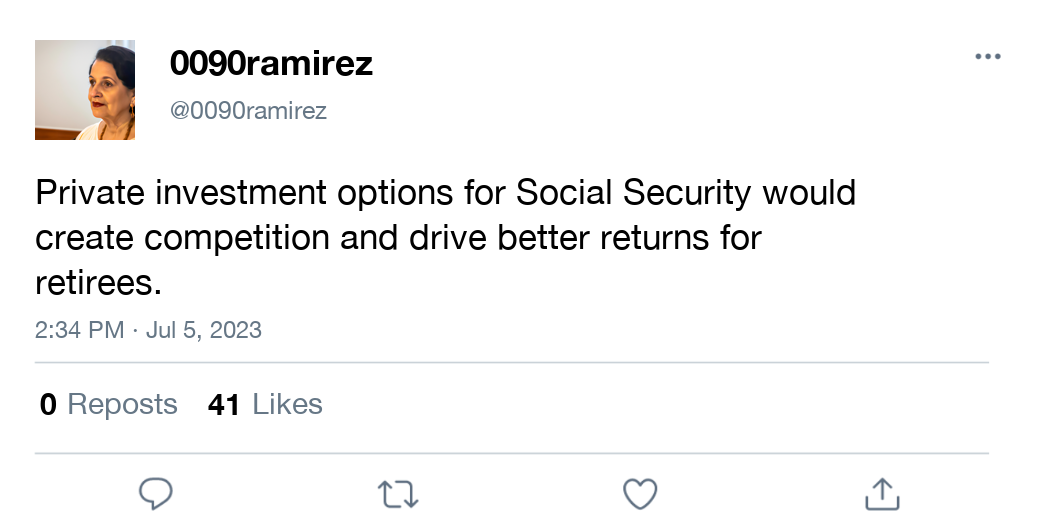 0090ramirez
@0090ramirez
Private investment options for Social Security would
create competition and drive better returns for
retirees.
2:34 PM · Jul 5, 2023
0 Reposts 41 Likes